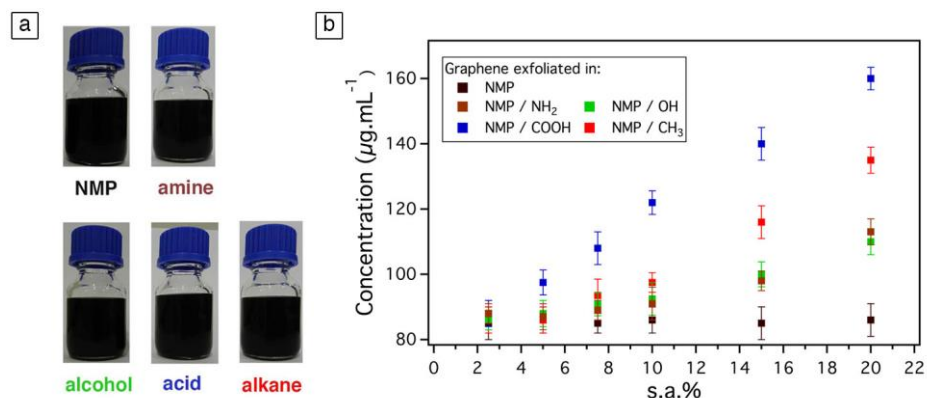 a
NMP
amine
alcohol
acid
alkane
b
Concentration (µg.mL⁻¹)
160
140
120
100
80
Graphene exfoliated in:
NMP
NMP / NH₂
NMP / OH
NMP / COOH
NMP / CH₃
0 2 4 6 8 10 12 14 16 18 20 22
s.a.%